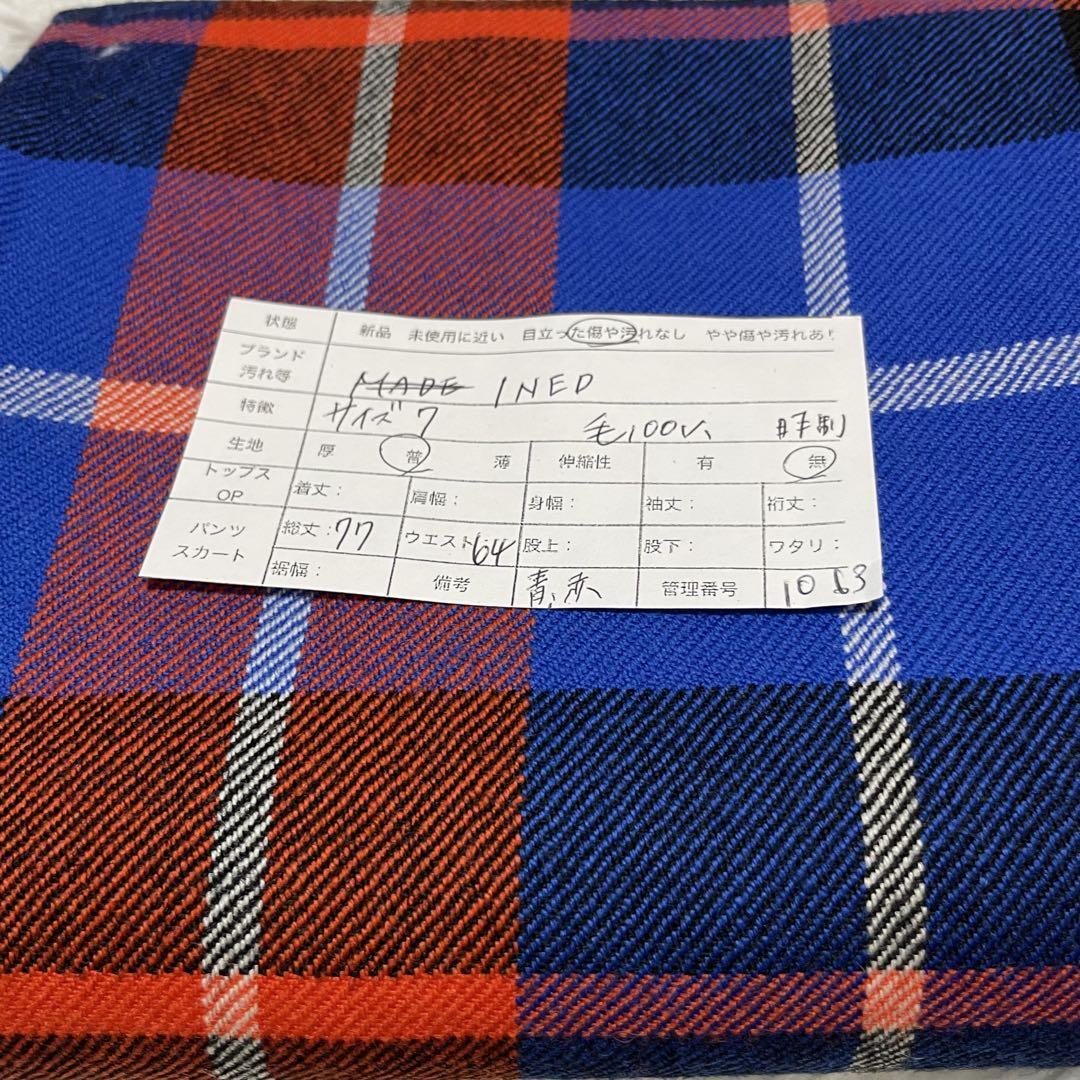 状態 新品 未使用に近い 目立った傷や汚れなし やや傷や汚れあ
ブランド
汚れ等 MADE INED
特徴 サイズ7 毛100%
生地 厚 普 薄 伸縮性 有 無
トップス
OP 着丈: 肩幅: 身幅: 袖丈: 裄丈:
パンツ
スカート 総丈:77 ウエスト64 股上: 股下: ワタリ:
裾幅: 備考 青,赤 管理番号 1053